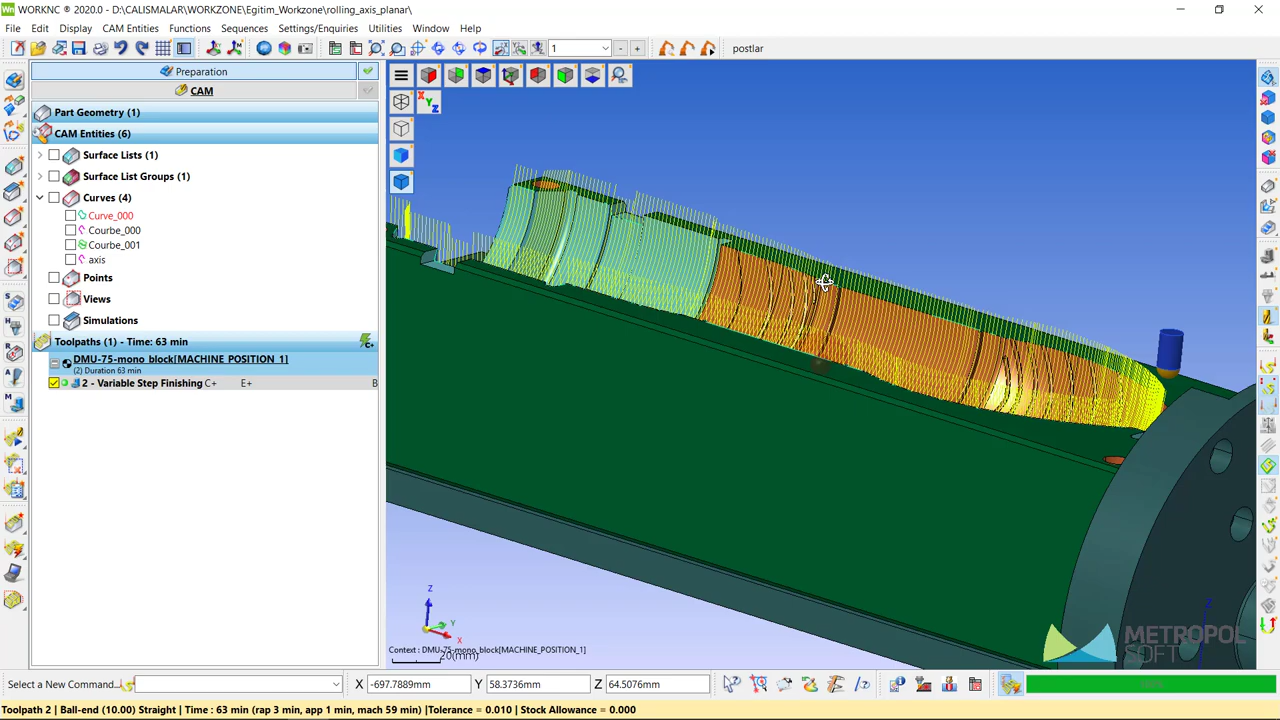 WORKNC ® 2020.0 - D:\CALISMALAR\WORKZONE\Egitim_Workzone\rolling_axis_planar\
File Edit Display CAM Entities Functions Sequences Settings/Enquiries Utilities Window Help
1 - + postlar
Preparation
CAM
Part Geometry (1)
CAM Entities (6)
Surface Lists (1)
Surface List Groups (1)
Curves (4)
Curve_000
Courbe_000
Courbe_001
axis
Points
Views
Simulations
Toolpaths (1) - Time: 63 min
DMU-75-mono_block[MACHINE_POSITION_1]
(2) Duration 63 min
2 - Variable Step Finishing C+ E+ B
X Y Z
Z
Y
X
Z
Context : DMU-75-mono_block[MACHINE_POSITION_1]
20(mm)
METROPOL
SOFT
Select a New Command... X -697.7889mm Y 58.3736mm Z 64.5076mm
Toolpath 2 | Ball-end (10.00) Straight | Time : 63 min (rap 3 min, app 1 min, mach 59 min) |Tolerance = 0.010 | Stock Allowance = 0.000